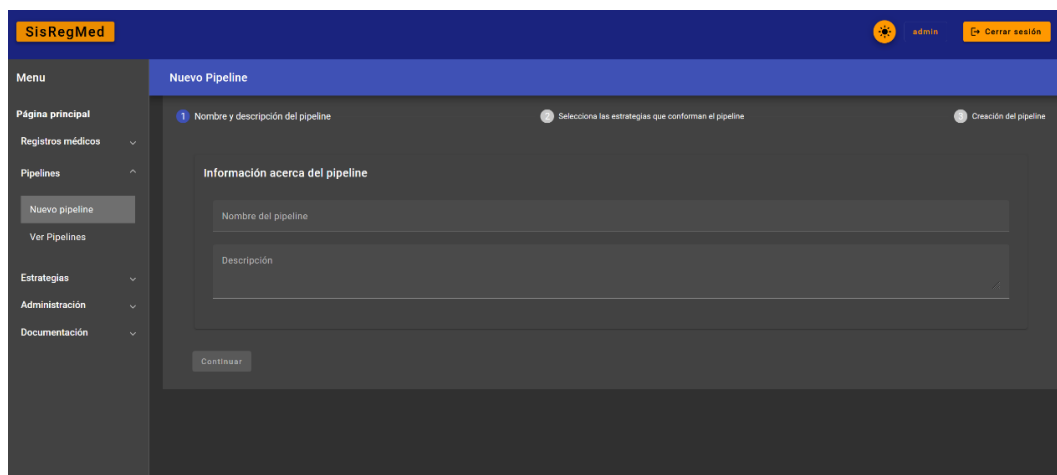 SisRegMed
admin
Cerrar sesión
Menu
Nuevo Pipeline
Página principal
Registros médicos
Pipelines
Nuevo pipeline
Ver Pipelines
Estrategias
Administración
Documentación
1 Nombre y descripción del pipeline
2 Selecciona las estrategias que conforman el pipeline
3 Creación del pipeline
Información acerca del pipeline
Nombre del pipeline
Descripción
Continuar